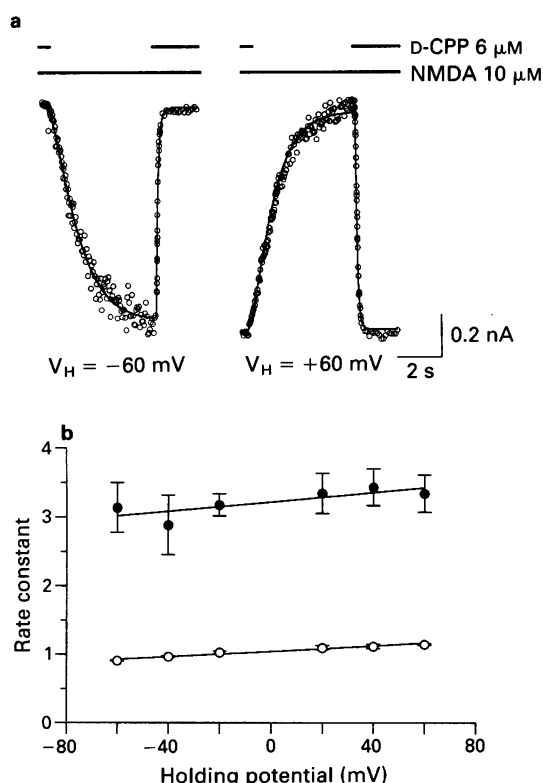 a
D-CPP 6 μM
NMDA 10 μM
0.2 nA
V_H = −60 mV
V_H = +60 mV
2 s
b
4
3
2
1
0
Rate constant
−80
−40
0
40
80
Holding potential (mV)